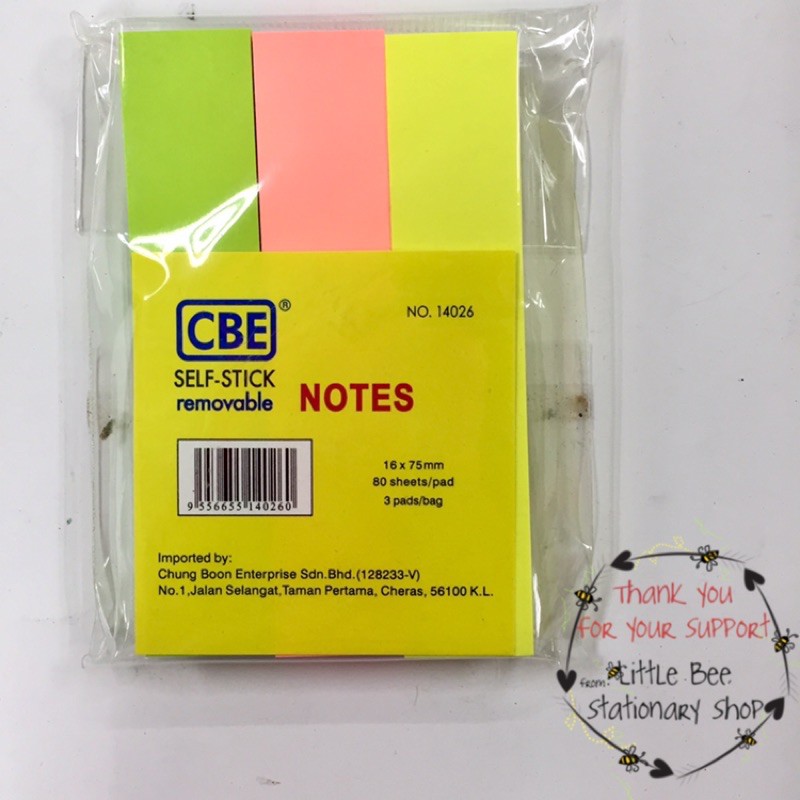 CBE®
NO. 14026
SELF-STICK
removable NOTES
16 x 75mm
80 sheets/pad
3 pads/bag
9 556655 140260
Imported by:
Chung Boon Enterprise Sdn.Bhd.(128233-V)
No.1,Jalan Selangat,Taman Pertama, Cheras, 56100 K.L.
THANK YOU
FOR YOUR SUPPORT
from Little Bee
Stationary Shop